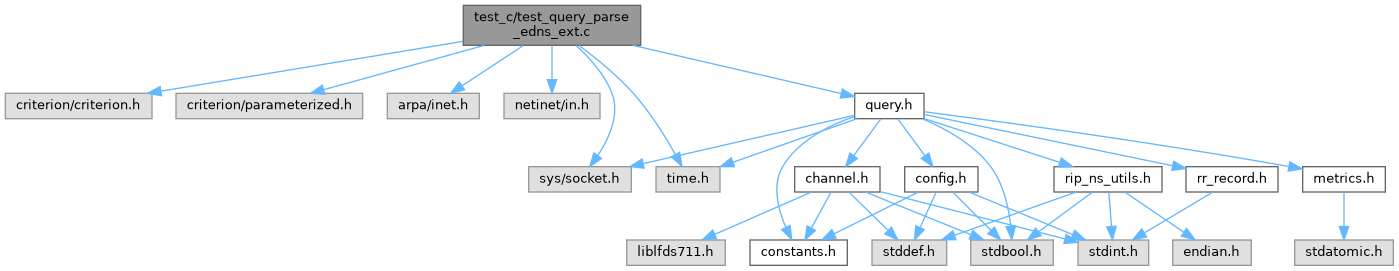 test_c/test_query_parse
_edns_ext.c
criterion/criterion.h
criterion/parameterized.h
arpa/inet.h
netinet/in.h
query.h
sys/socket.h
time.h
channel.h
config.h
rip_ns_utils.h
rr_record.h
metrics.h
liblfds711.h
constants.h
stddef.h
stdbool.h
stdint.h
endian.h
stdatomic.h